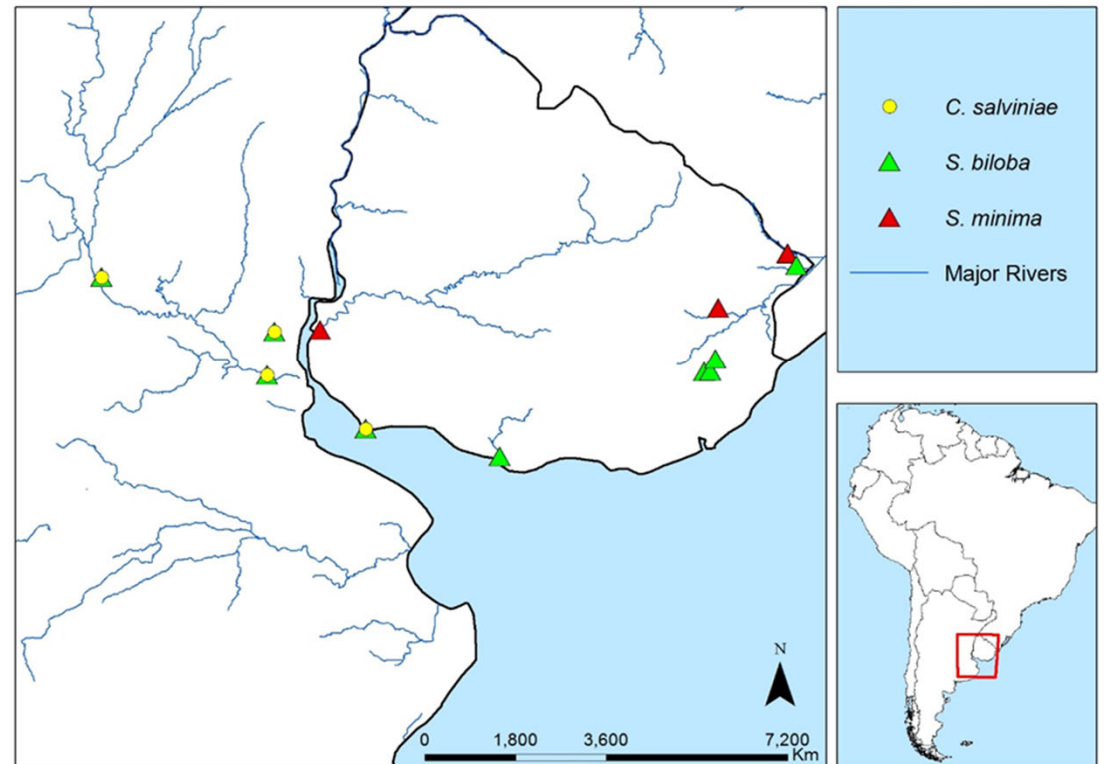 C. salviniae
S. biloba
S. minima
Major Rivers
N
0 1,800 3,600 7,200
Km